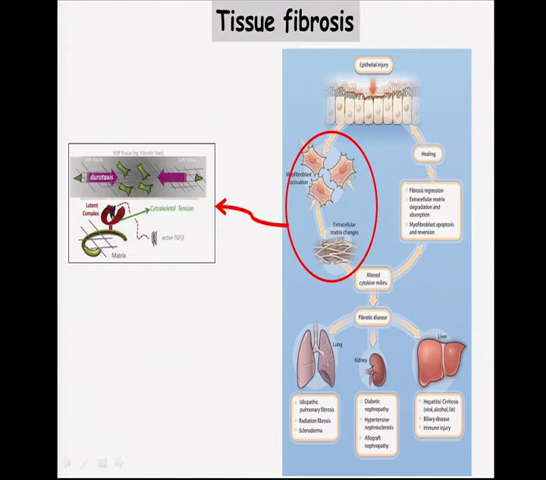 Tissue fibrosis
Epithelial injury
Myofibroblast
activation
Healing
Fibrosis regression
Extracellular matrix
degradation and
absorption
Myofibroblast apoptosis
and reversion
Extracellular
matrix changes
Altered
cytokine milieu
Fibrotic disease
Lung
Kidney
Liver
Idiopathic
pulmonary fibrosis
Radiation fibrosis
Scleroderma
Diabetic
nephropathy
Hypertensive
nephrosclerosis
Allograft
nephropathy
Hepatitis/ Cirrhosis
(viral, alcohol, fat)
Biliary disease
Immune injury
durotaxis
Latent
Complex
Cytoskeletal Tension
active TGFβ
Matrix